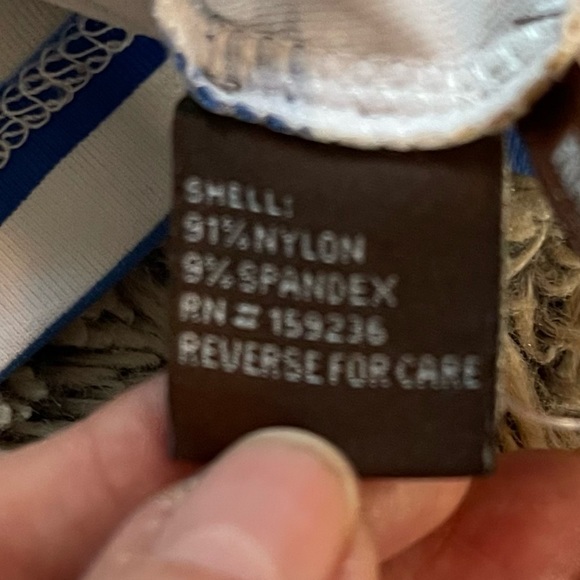 SHELL:
91% NYLON
9% SPANDEX
RN # 159236
REVERSE FOR CARE